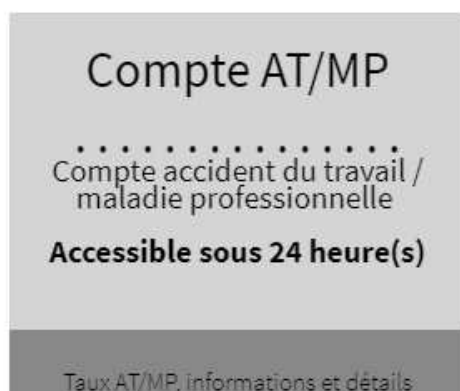 Compte AT/MP
Compte accident du travail /
maladie professionnelle
Accessible sous 24 heure(s)
Taux AT/MP, informations et détails